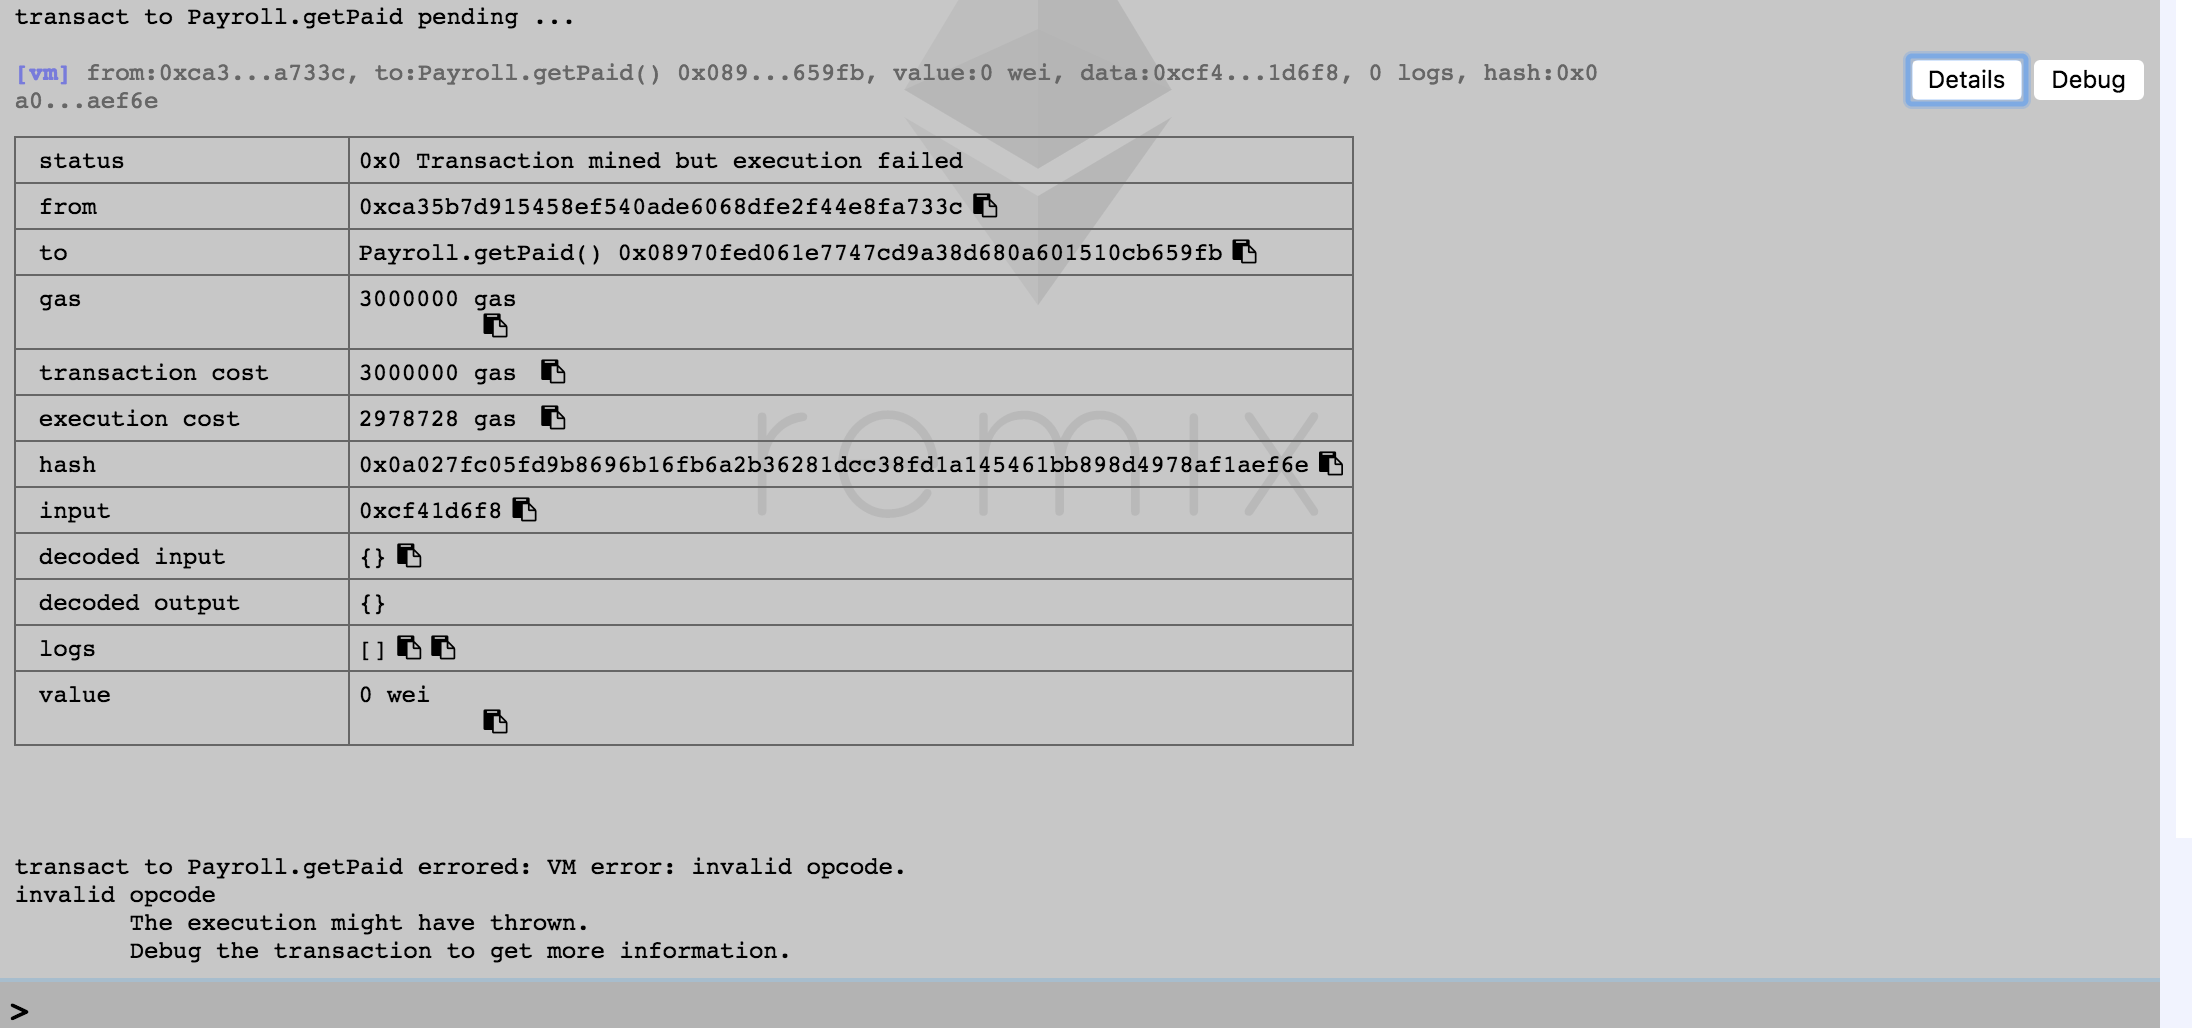 transact to Payroll.getPaid pending ...
[vm] from:0xca3...a733c, to:Payroll.getPaid() 0x089...659fb, value:0 wei, data:0xcf4...1d6f8, 0 logs, hash:0x0
a0...aef6e
Details Debug
status 0x0 Transaction mined but execution failed
from 0xca35b7d915458ef540ade6068dfe2f44e8fa733c
to Payroll.getPaid() 0x08970fed061e7747cd9a38d680a601510cb659fb
gas 3000000 gas
transaction cost 3000000 gas
execution cost 2978728 gas
hash 0x0a027fc05fd9b8696b16fb6a2b36281dcc38fd1a145461bb898d4978af1aef6e
input 0xcf41d6f8
decoded input {}
decoded output {}
logs []
value 0 wei
remix
transact to Payroll.getPaid errored: VM error: invalid opcode.
invalid opcode
The execution might have thrown.
Debug the transaction to get more information.
>